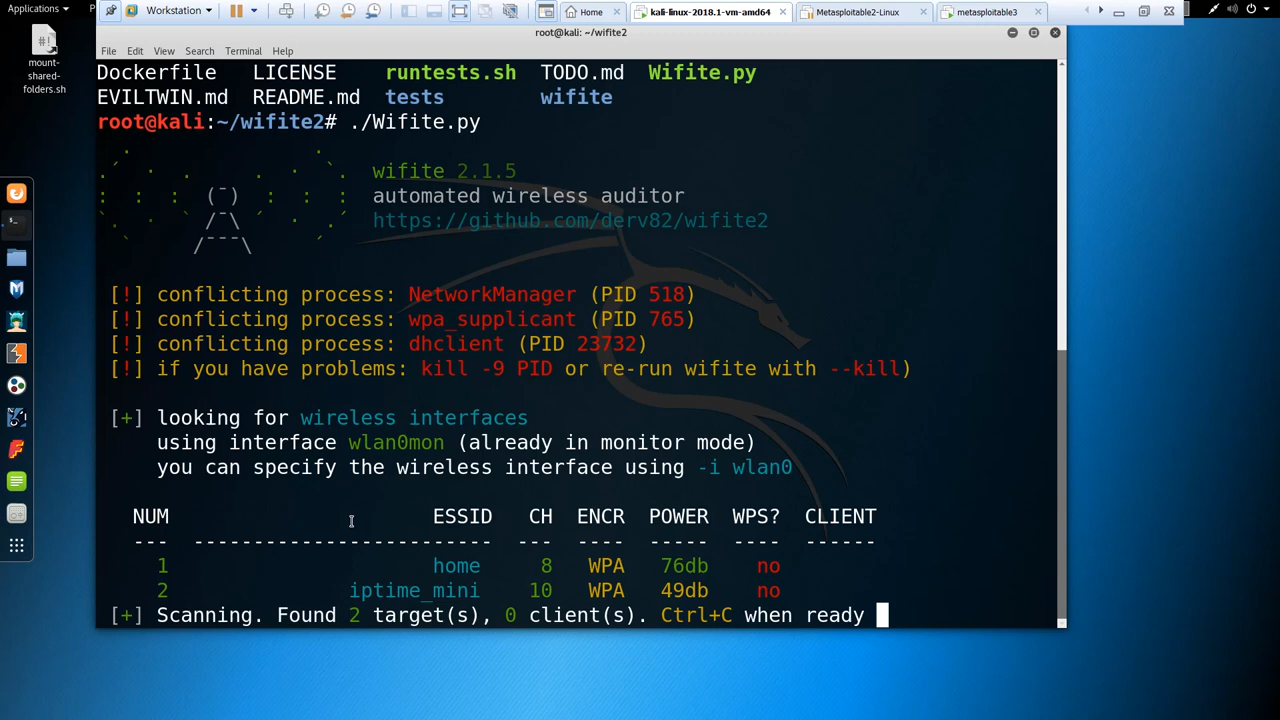 Applications
P
Workstation
Home
kali-linux-2018.1-vm-amd64
Metasploitable2-Linux
metasploitable3
mount-
shared-
folders.sh
root@kali: ~/wifite2
File Edit View Search Terminal Help
Dockerfile LICENSE runtests.sh TODO.md Wifite.py
EVILTWIN.md README.md tests wifite
root@kali:~/wifite2# ./Wifite.py
wifite 2.1.5
automated wireless auditor
https://github.com/derv82/wifite2
[!] conflicting process: NetworkManager (PID 518)
[!] conflicting process: wpa_supplicant (PID 765)
[!] conflicting process: dhclient (PID 23732)
[!] if you have problems: kill -9 PID or re-run wifite with --kill)
[+] looking for wireless interfaces
using interface wlan0mon (already in monitor mode)
you can specify the wireless interface using -i wlan0
NUM ESSID CH ENCR POWER WPS? CLIENT
--- ------------------------- --- ---- ----- ---- ------
1 home 8 WPA 76db no
2 iptime_mini 10 WPA 49db no
[+] Scanning. Found 2 target(s), 0 client(s). Ctrl+C when ready